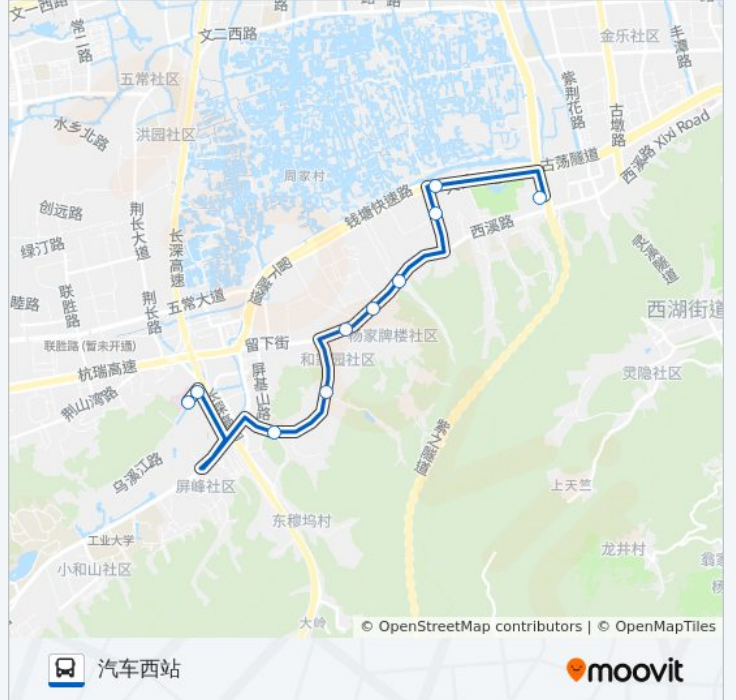 文一西路
文二西路
金乐社区
丰潭路
五常社区
紫荆花路
古墩路
水乡北路
洪园社区
西溪路 Xixi Road
古荡隧道
周家村
创远路
荆长大道
钱塘快速路
西溪路
绿汀路
长深高速
联胜路
荆长路
五常大道
睦路
西湖街道
联胜路 (暂未开通)
留下街
杨家牌楼社区
和家园社区
杭瑞高速
屏基山路
灵隐社区
荆山湾路
紫之隧道
乌溪江路
屏峰社区
上天竺
东穆坞村
工业大学
龙井村
小和山社区
大岭
© OpenStreetMap contributors | © OpenMapTiles
汽车西站
moovit